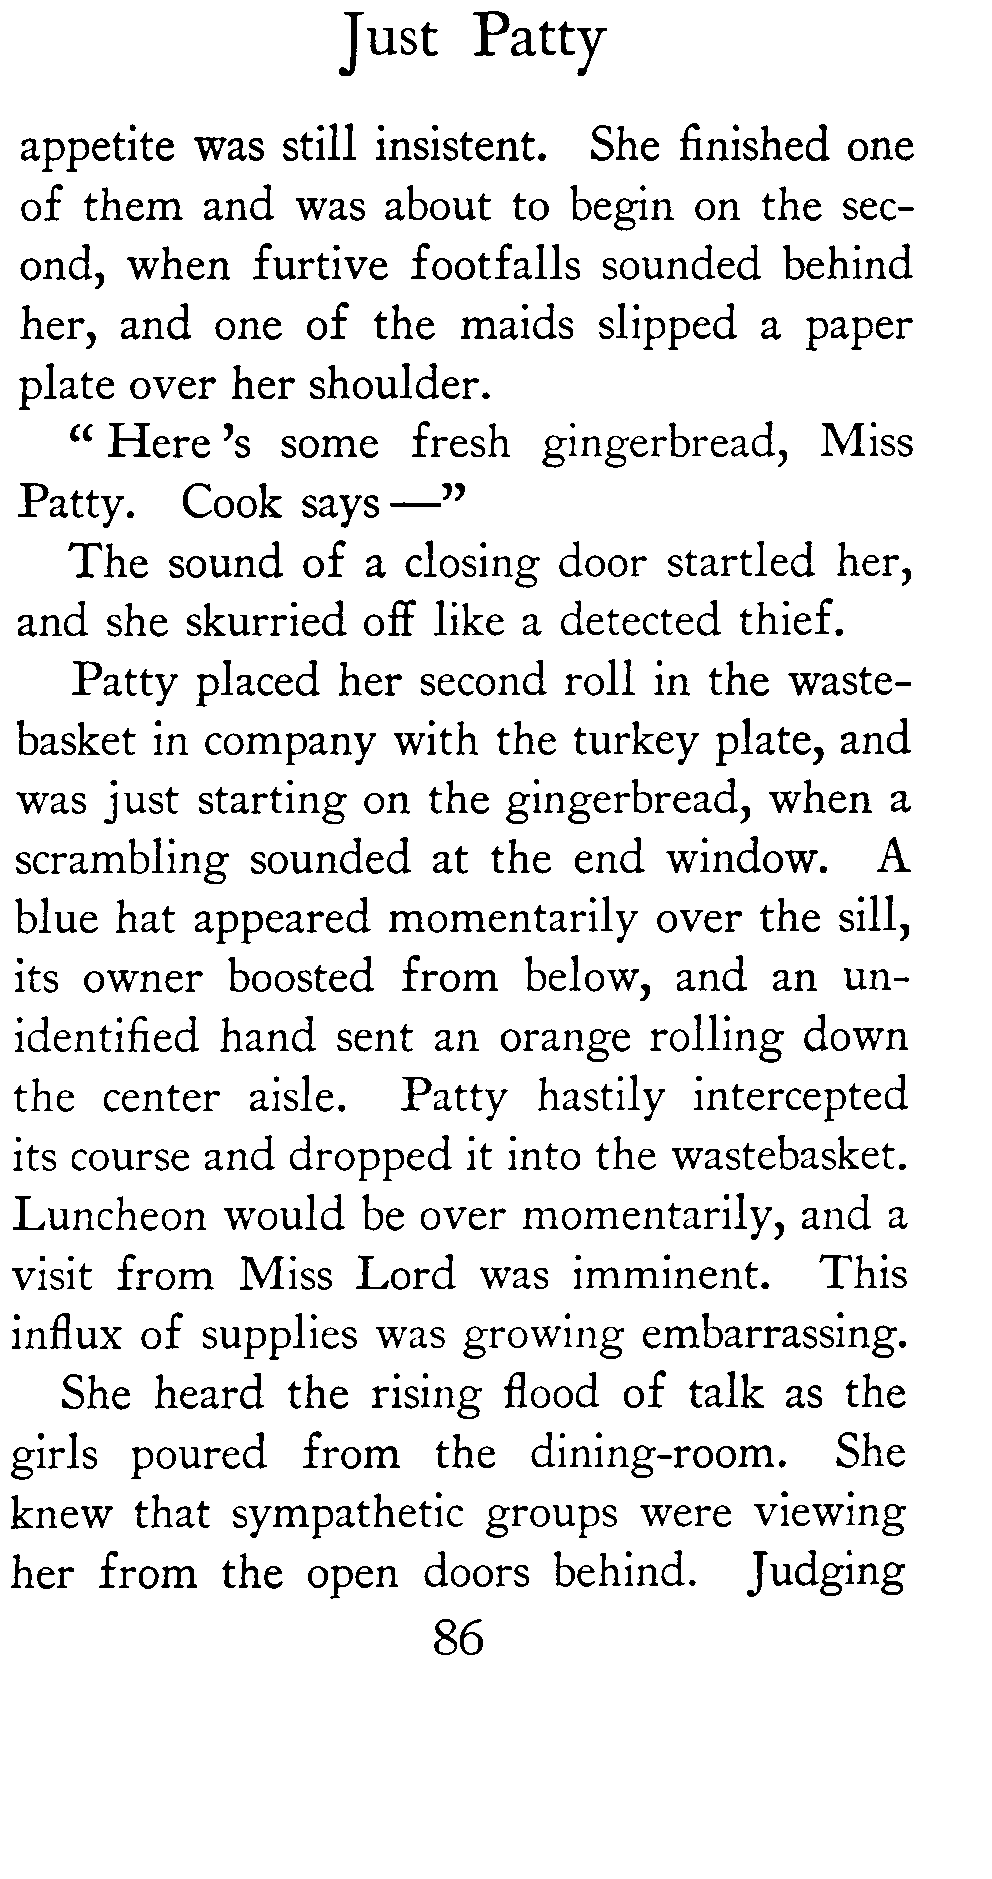 Just Patty
appetite was still insistent. She finished one
of them and was about to begin on the sec-
ond, when furtive footfalls sounded behind
her, and one of the maids slipped a paper
plate over her shoulder.
“ Here ’s some fresh gingerbread, Miss
Patty. Cook says —”
The sound of a closing door startled her,
and she skurried off like a detected thief.
Patty placed her second roll in the waste-
basket in company with the turkey plate, and
was just starting on the gingerbread, when a
scrambling sounded at the end window. A
blue hat appeared momentarily over the sill,
its owner boosted from below, and an un-
identified hand sent an orange rolling down
the center aisle. Patty hastily intercepted
its course and dropped it into the wastebasket.
Luncheon would be over momentarily, and a
visit from Miss Lord was imminent. This
influx of supplies was growing embarrassing.
She heard the rising flood of talk as the
girls poured from the dining-room. She
knew that sympathetic groups were viewing
her from the open doors behind. Judging
86